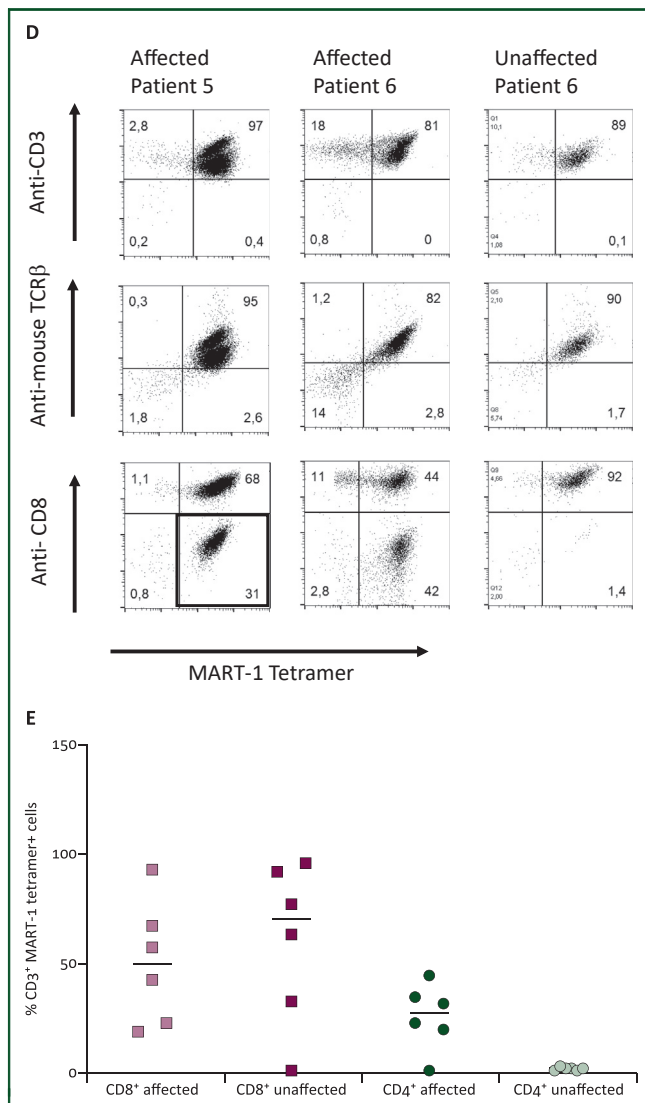 D
Affected
Patient 5
Affected
Patient 6
Unaffected
Patient 6
Anti-CD3
2,8 97
0,2 0,4
18 81
0,8 0
Q1
10,1 89
Q4
1,08 0,1
Anti-mouse TCRβ
0,3 95
1,8 2,6
1,2 82
14 2,8
Q5
2,10 90
Q8
5,74 1,7
Anti- CD8
1,1 68
0,8 31
11 44
2,8 42
Q9
4,66 92
Q12
2,00 1,4
MART-1 Tetramer
E
% CD3⁺ MART-1 tetramer+ cells
150
100
50
0
CD8⁺ affected CD8⁺ unaffected CD4⁺ affected CD4⁺ unaffected